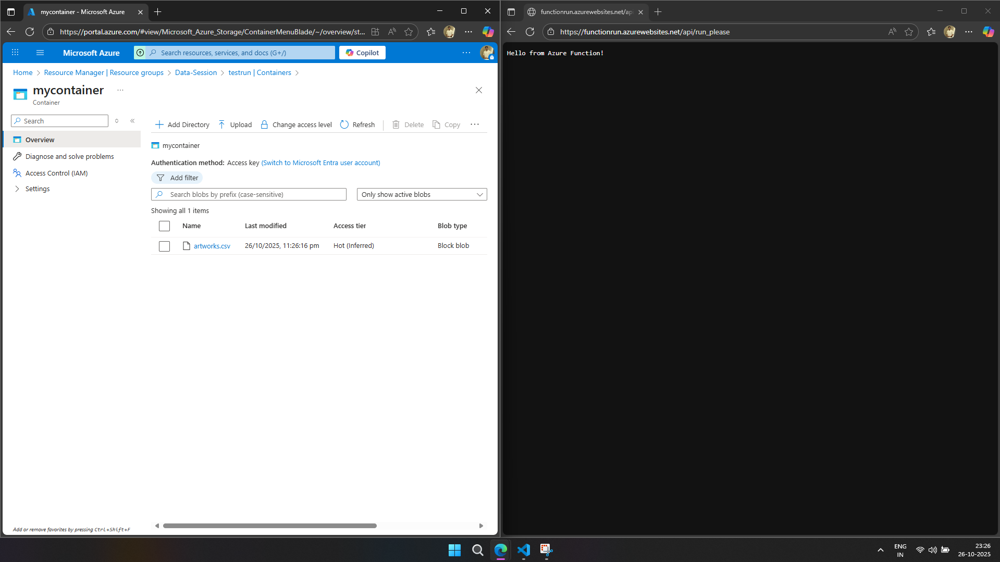 mycontainer - Microsoft Azure
https://portal.azure.com/#view/Microsoft_Azure_Storage/ContainerMenuBlade/~/overview/st...
Microsoft Azure
Search resources, services, and docs (G+/)
Copilot
Home > Resource Manager | Resource groups > Data-Session > testrun | Containers >
mycontainer
Container
Search
Overview
Diagnose and solve problems
Access Control (IAM)
Settings
Add or remove favorites by pressing Ctrl+Shift+F
Add Directory Upload Change access level Refresh Delete Copy
mycontainer
Authentication method: Access key (Switch to Microsoft Entra user account)
Add filter
Search blobs by prefix (case-sensitive)
Only show active blobs
Showing all 1 items
Name Last modified Access tier Blob type
artworks.csv 26/10/2025, 11:26:16 pm Hot (Inferred) Block blob
functionrun.azurewebsites.net/api
https://functionrun.azurewebsites.net/api/run_please
Hello from Azure Function!
ENG
IN
23:26
26-10-2025